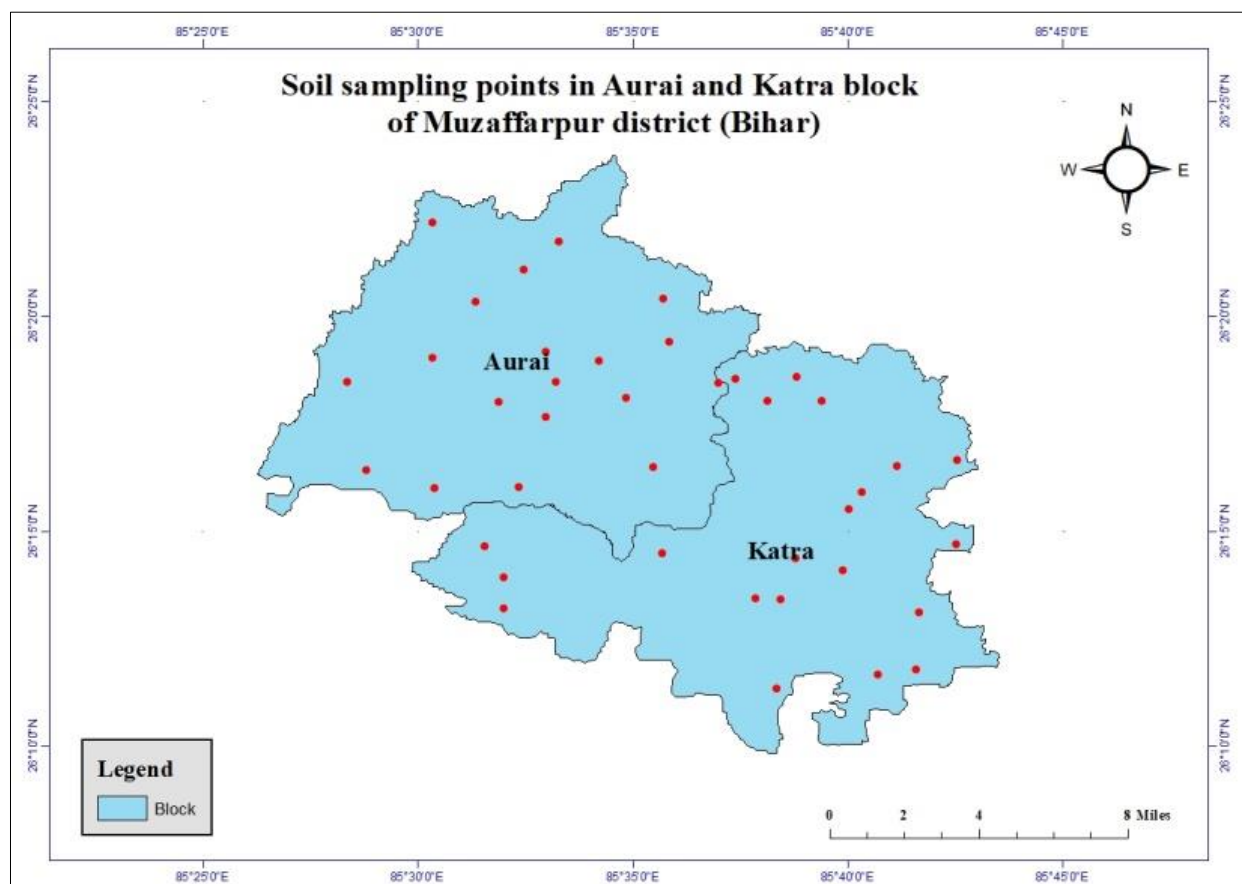 85°25'0"E 85°30'0"E 85°35'0"E 85°40'0"E 85°45'0"E
Soil sampling points in Aurai and Katra block
of Muzaffarpur district (Bihar)
26°25'0"N 26°25'0"N
N
W E
S
26°20'0"N 26°20'0"N
Aurai
26°15'0"N 26°15'0"N
Katra
26°10'0"N 26°10'0"N
Legend
Block
0 2 4 8 Miles
85°25'0"E 85°30'0"E 85°35'0"E 85°40'0"E 85°45'0"E